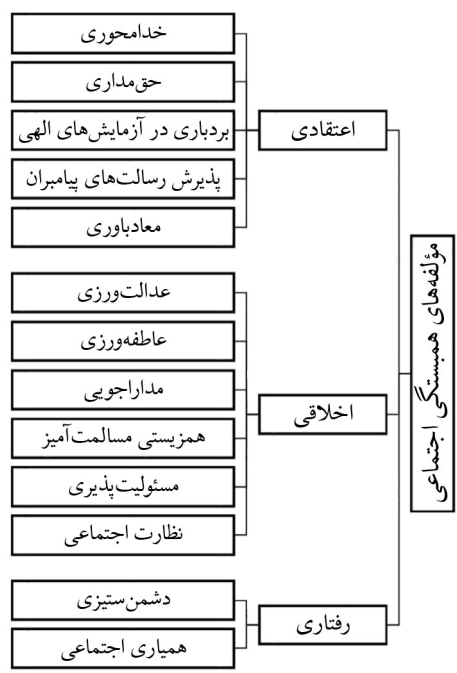 مؤلفه‌های همبستگی اجتماعی
اعتقادی
خدامحوری
حق‌مداری
بردباری در آزمایش‌های الهی
پذیرش رسالت‌های پیامبران
معادباوری
اخلاقی
عدالت‌ورزی
عاطفه‌ورزی
مداراجویی
همزیستی مسالمت‌آمیز
مسئولیت‌پذیری
نظارت اجتماعی
رفتاری
دشمن‌ستیزی
همیاری اجتماعی